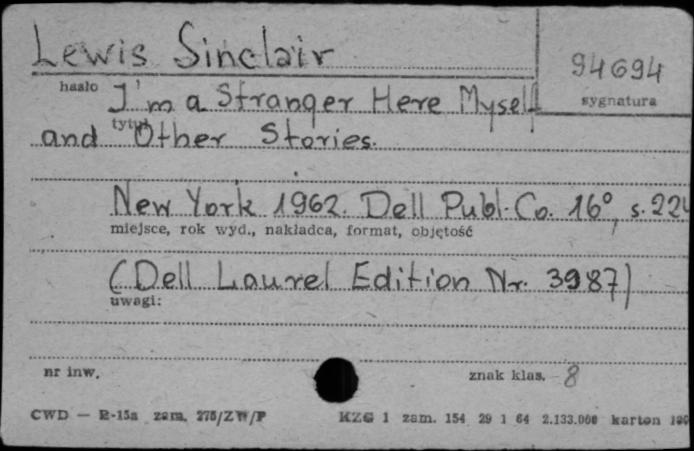 Lewis Sinclair
94694
hasło
sygnatura
I'm a Stranger Here Myself
tytuł
and Other Stories.
New York 1962. Dell Publ. Co. 16°, s. 224
miejsce, rok wyd., nakładca, format, objętość
(Dell Laurel Edition Nr. 3987)
uwagi:
nr inw.
znak klas. 8
CWD — R-15a zam. 275/ZW/P KZG 1 zam. 154 29 1 64 2.133.000 karton